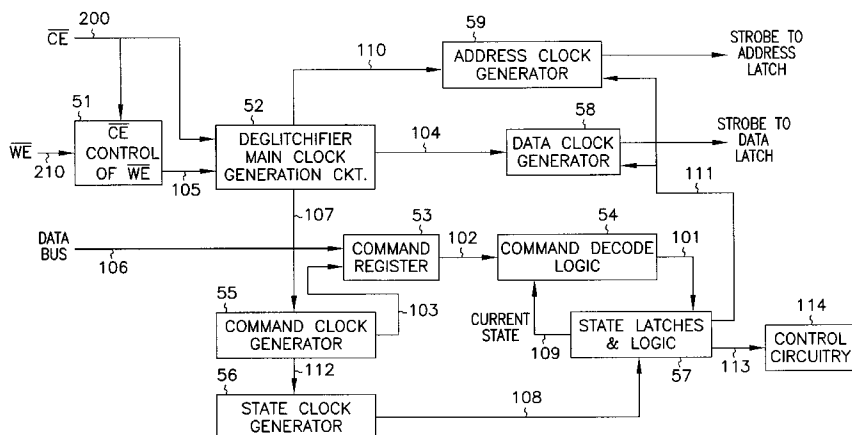 200
CE
51
CE
CONTROL
OF WE
WE
210
105
52
DEGLITCHIFIER
MAIN CLOCK
GENERATION CKT.
110
59
ADDRESS CLOCK
GENERATOR
STROBE TO
ADDRESS
LATCH
104
58
DATA CLOCK
GENERATOR
STROBE TO
DATA
LATCH
111
107
DATA
BUS
106
53
COMMAND
REGISTER
102
54
COMMAND DECODE
LOGIC
101
103
55
COMMAND CLOCK
GENERATOR
CURRENT
STATE
109
STATE LATCHES
& LOGIC
57
113
114
CONTROL
CIRCUITRY
112
56
STATE CLOCK
GENERATOR
108